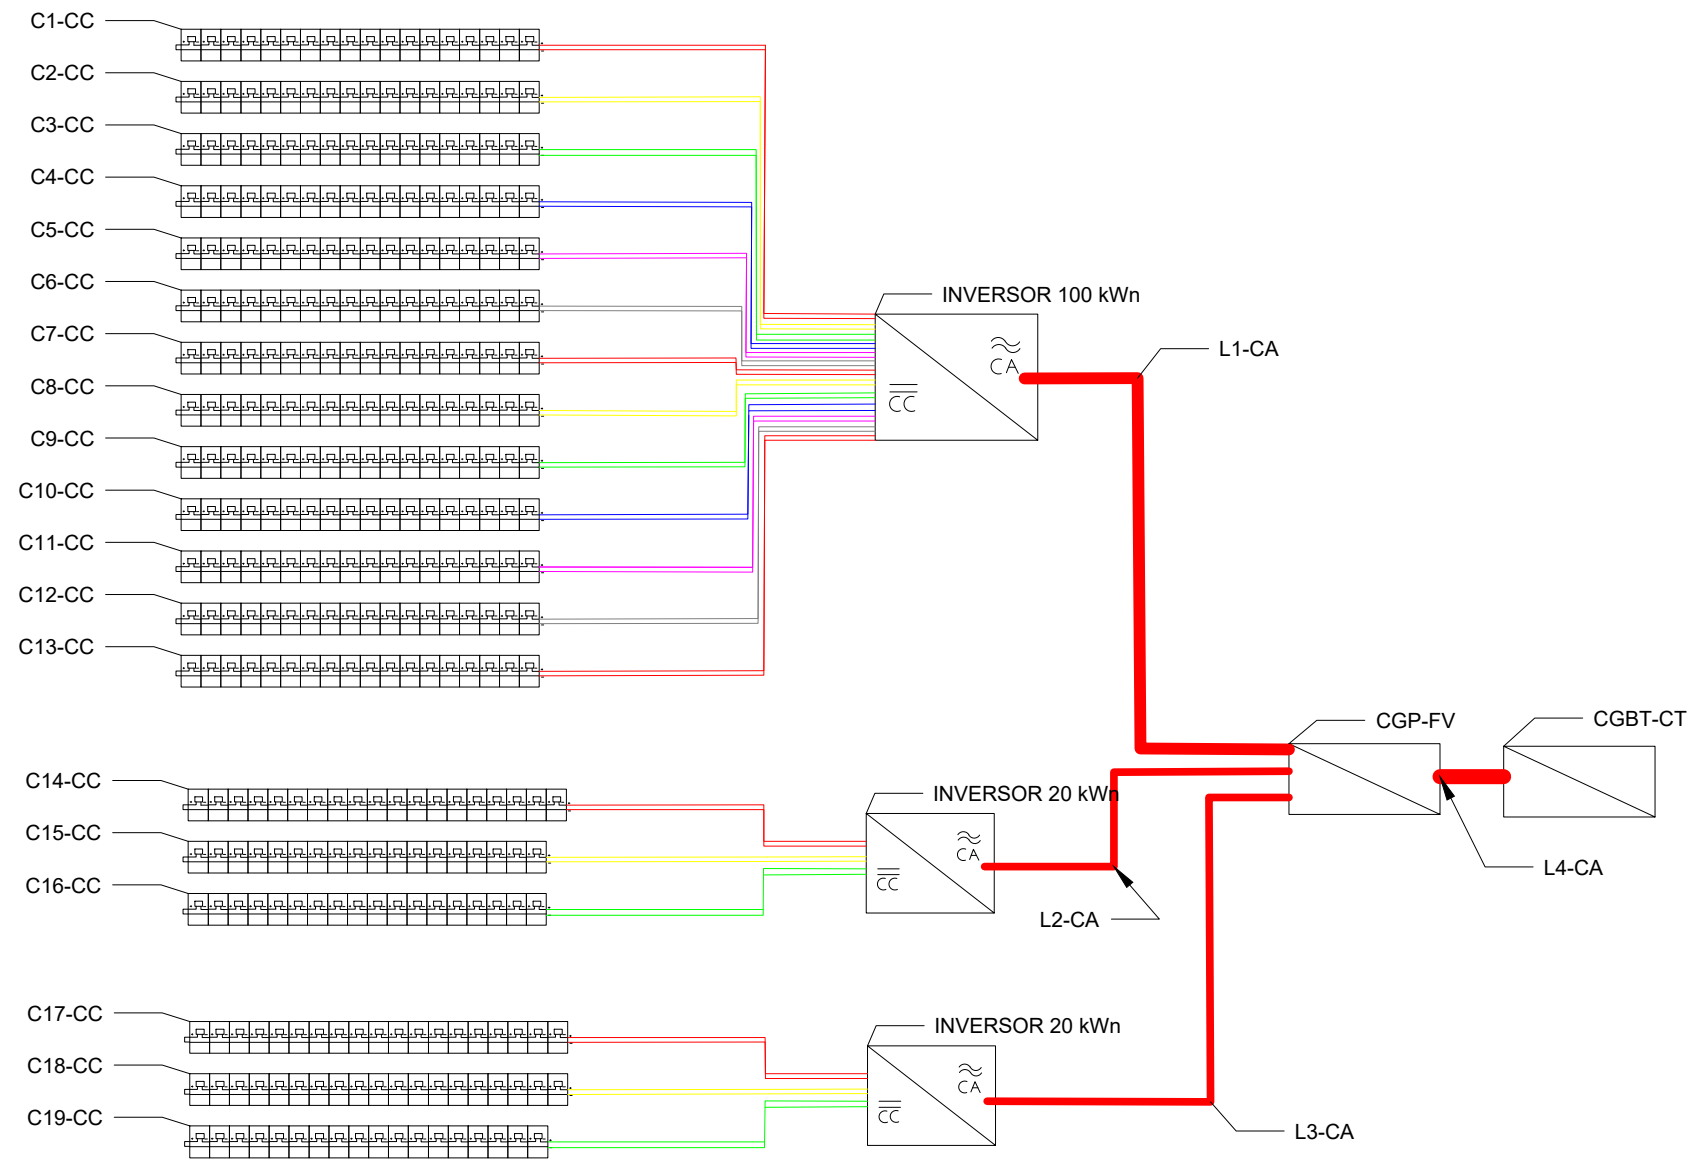 C1-CC
C2-CC
C3-CC
C4-CC
C5-CC
C6-CC
INVERSOR 100 kWn
C7-CC
L1-CA
CA
C8-CC
CC
C9-CC
C10-CC
C11-CC
C12-CC
C13-CC
CGP-FV
CGBT-CT
C14-CC
INVERSOR 20 kWn
C15-CC
CA
L4-CA
C16-CC
CC
L2-CA
C17-CC
INVERSOR 20 kWn
C18-CC
CA
C19-CC
CC
L3-CA